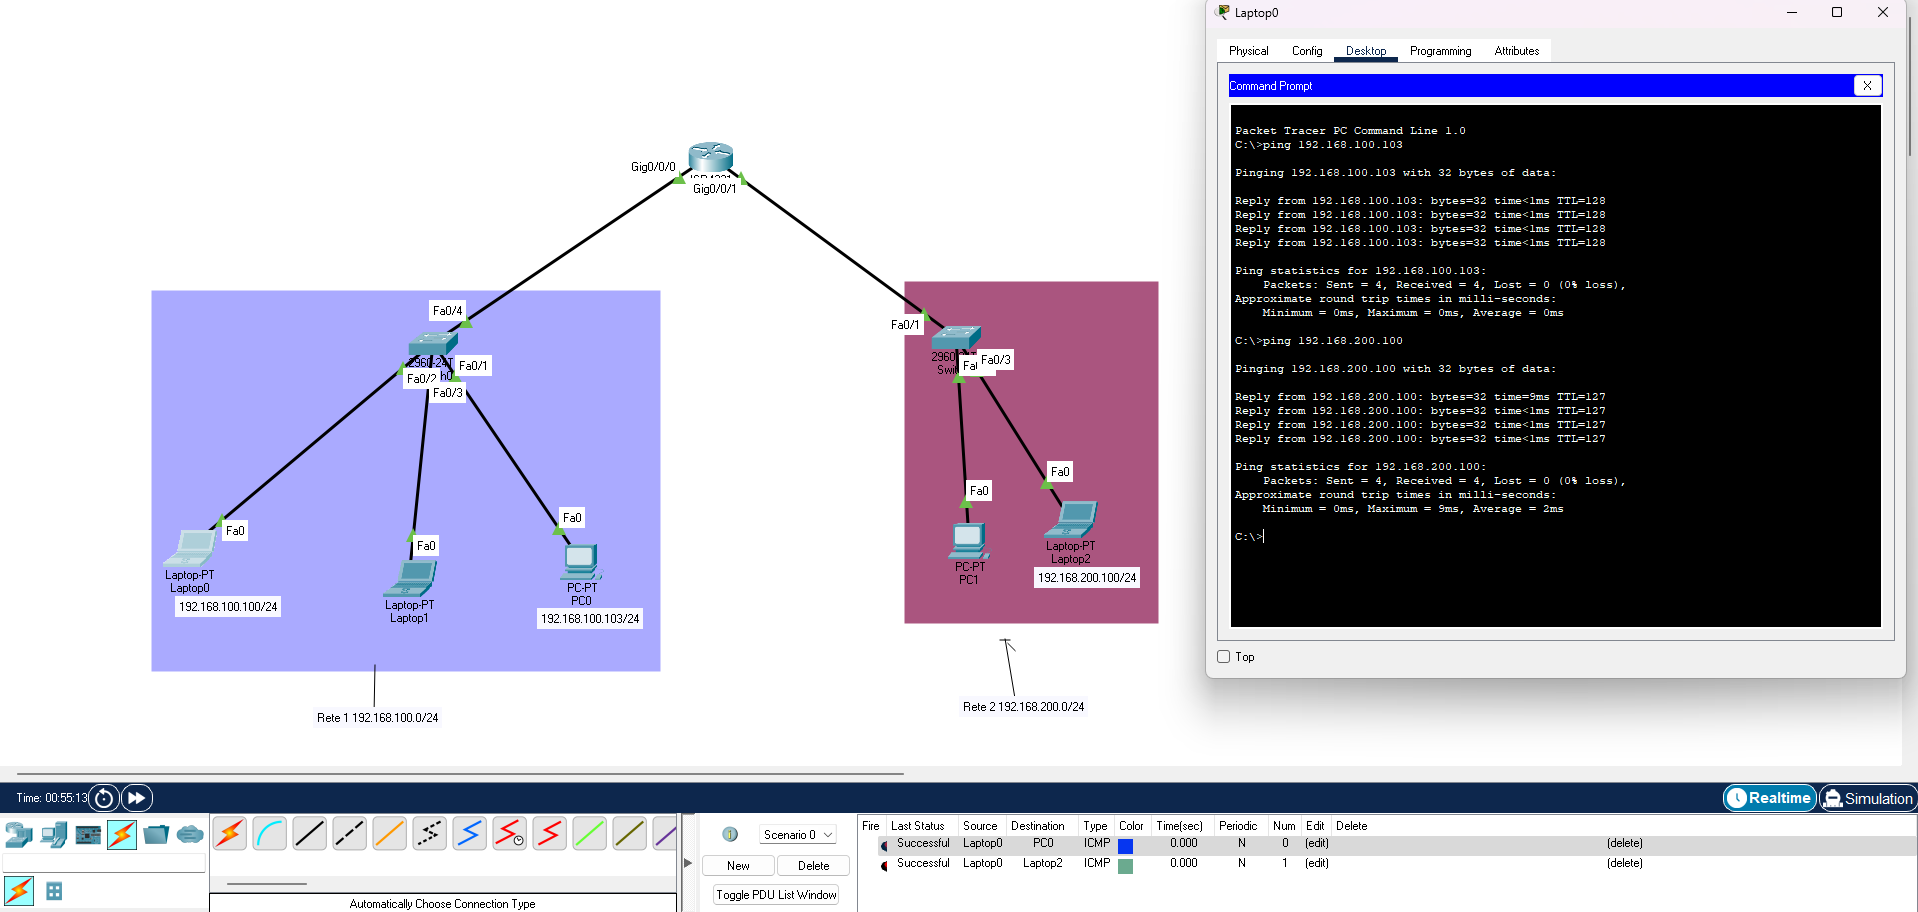 Gig0/0/0
Gig0/0/1
Fa0/4
Fa0/1
Fa0/2
Fa0/3
2960-24T
Fa0
Laptop-PT
Laptop0
192.168.100.100/24
Fa0
Laptop-PT
Laptop1
Fa0
PC-PT
PC0
192.168.100.103/24
Rete 1 192.168.100.0/24
Fa0/1
Fa0/3
Fa0
PC-PT
PC1
Fa0
Laptop-PT
Laptop2
192.168.200.100/24
Rete 2 192.168.200.0/24
Laptop0
Physical Config Desktop Programming Attributes
Command Prompt
X
Packet Tracer PC Command Line 1.0
C:\>ping 192.168.100.103
Pinging 192.168.100.103 with 32 bytes of data:
Reply from 192.168.100.103: bytes=32 time<1ms TTL=128
Reply from 192.168.100.103: bytes=32 time<1ms TTL=128
Reply from 192.168.100.103: bytes=32 time<1ms TTL=128
Reply from 192.168.100.103: bytes=32 time<1ms TTL=128
Ping statistics for 192.168.100.103:
Packets: Sent = 4, Received = 4, Lost = 0 (0% loss),
Approximate round trip times in milli-seconds:
Minimum = 0ms, Maximum = 0ms, Average = 0ms
C:\>ping 192.168.200.100
Pinging 192.168.200.100 with 32 bytes of data:
Reply from 192.168.200.100: bytes=32 time=9ms TTL=127
Reply from 192.168.200.100: bytes=32 time<1ms TTL=127
Reply from 192.168.200.100: bytes=32 time<1ms TTL=127
Reply from 192.168.200.100: bytes=32 time<1ms TTL=127
Ping statistics for 192.168.200.100:
Packets: Sent = 4, Received = 4, Lost = 0 (0% loss),
Approximate round trip times in milli-seconds:
Minimum = 0ms, Maximum = 9ms, Average = 2ms
C:\>
Top
Time: 00:55:13
Realtime
Simulation
Automatically Choose Connection Type
Scenario 0
New Delete
Toggle PDU List Window
Fire Last Status Source Destination Type Color Time(sec) Periodic Num Edit Delete
Successful Laptop0 PC0 ICMP 0.000 N 0 (edit) (delete)
Successful Laptop0 Laptop2 ICMP 0.000 N 1 (edit) (delete)